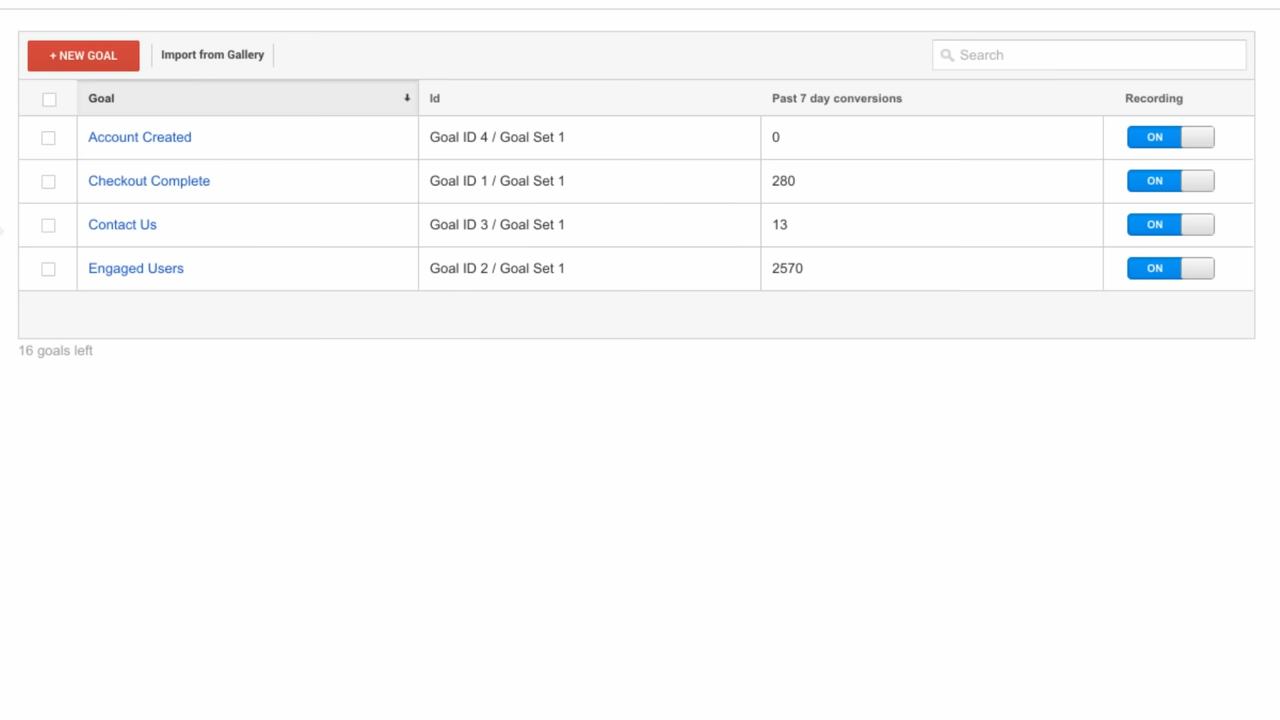 + NEW GOAL Import from Gallery Search
Goal Id Past 7 day conversions Recording
Account Created Goal ID 4 / Goal Set 1 0 ON
Checkout Complete Goal ID 1 / Goal Set 1 280 ON
Contact Us Goal ID 3 / Goal Set 1 13 ON
Engaged Users Goal ID 2 / Goal Set 1 2570 ON
16 goals left